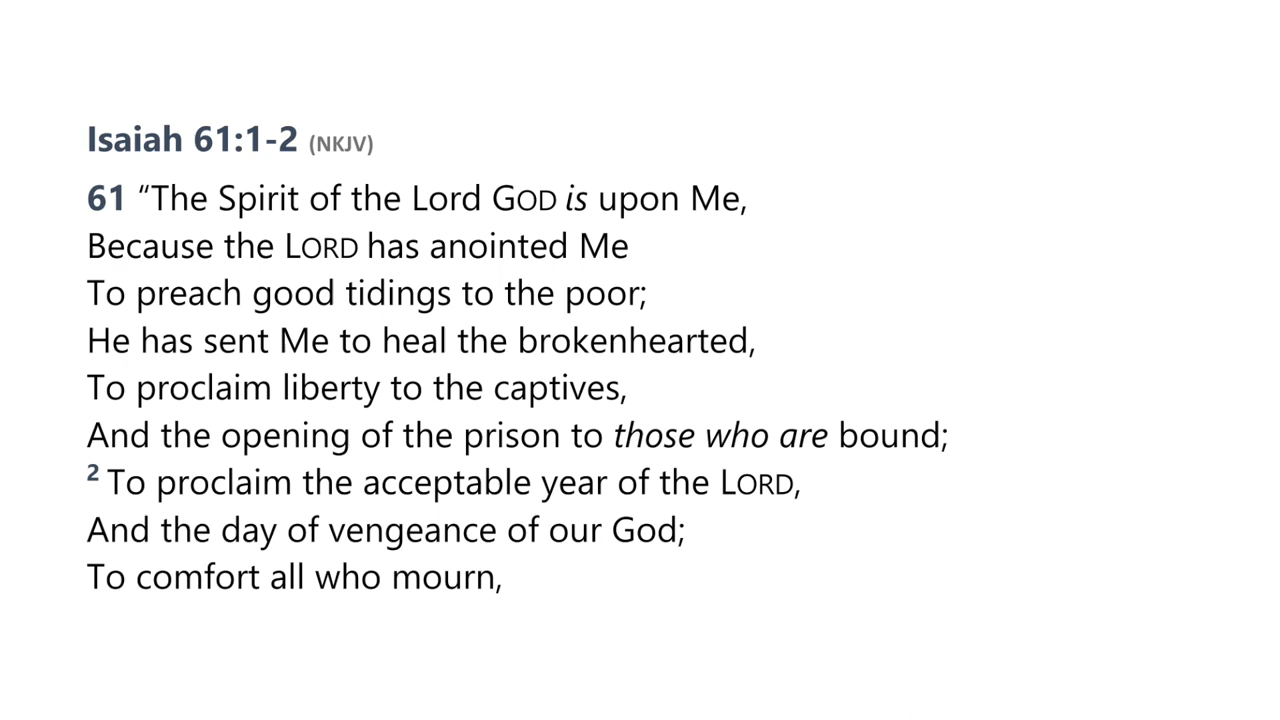 Isaiah 61:1-2 (NKJV)
61 “The Spirit of the Lord GOD is upon Me,
Because the LORD has anointed Me
To preach good tidings to the poor;
He has sent Me to heal the brokenhearted,
To proclaim liberty to the captives,
And the opening of the prison to those who are bound;
2 To proclaim the acceptable year of the LORD,
And the day of vengeance of our God;
To comfort all who mourn,